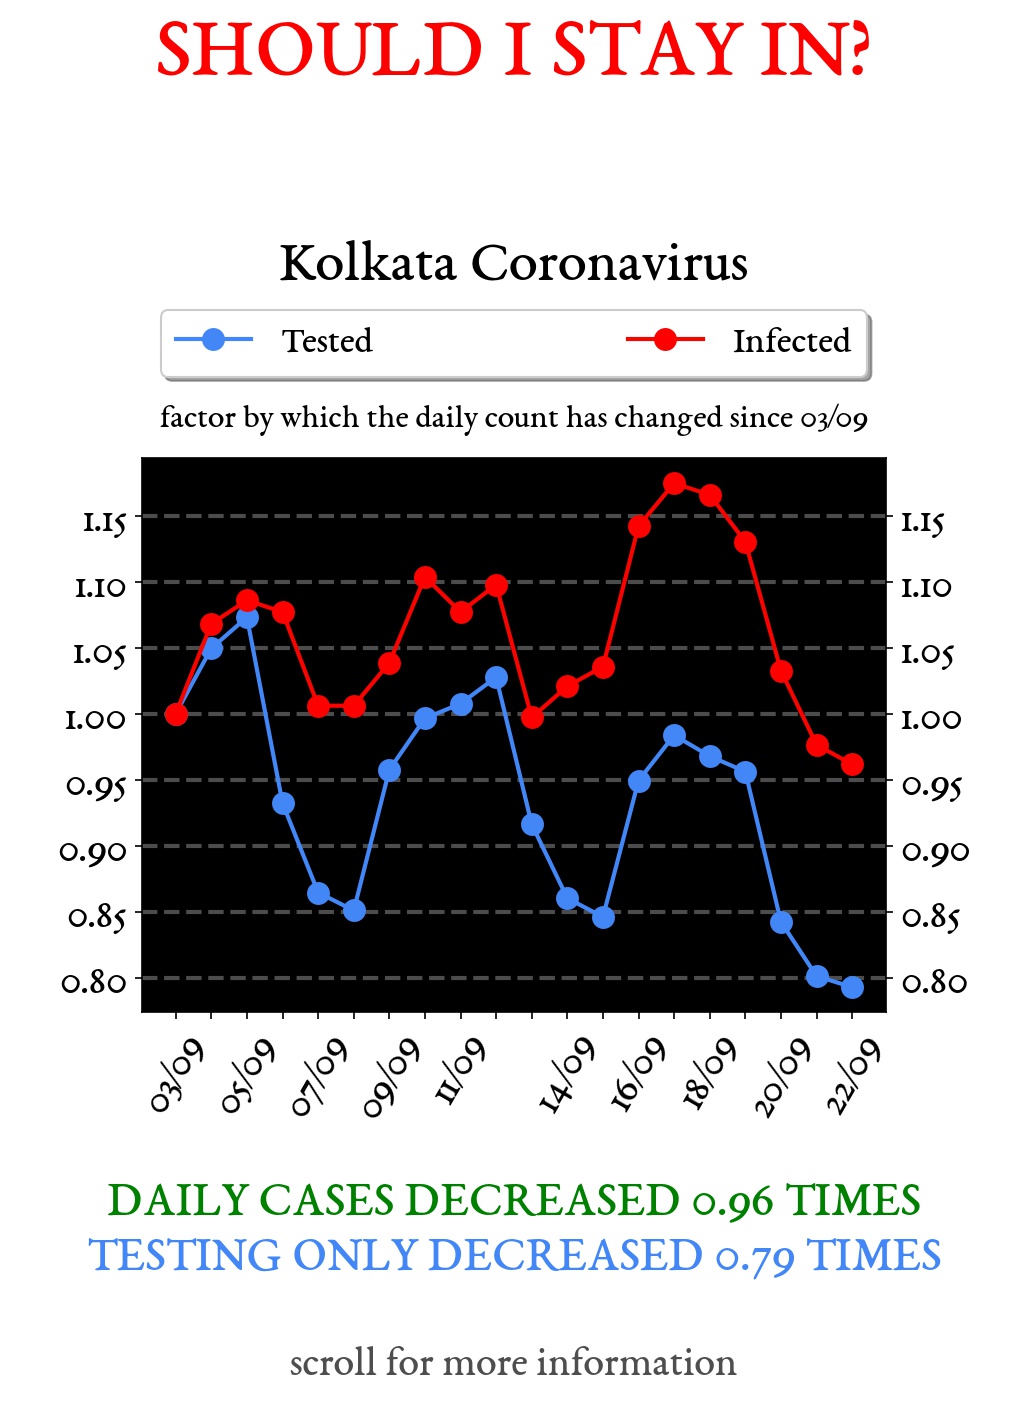 SHOULD I STAY IN?
Kolkata Coronavirus
Tested Infected
factor by which the daily count has changed since 03/09
1.15 1.15
1.10 1.10
1.05 1.05
1.00 1.00
0.95 0.95
0.90 0.90
0.85 0.85
0.80 0.80
03/09 05/09 07/09 09/09 11/09 14/09 16/09 18/09 20/09 22/09
DAILY CASES DECREASED 0.96 TIMES
TESTING ONLY DECREASED 0.79 TIMES
scroll for more information